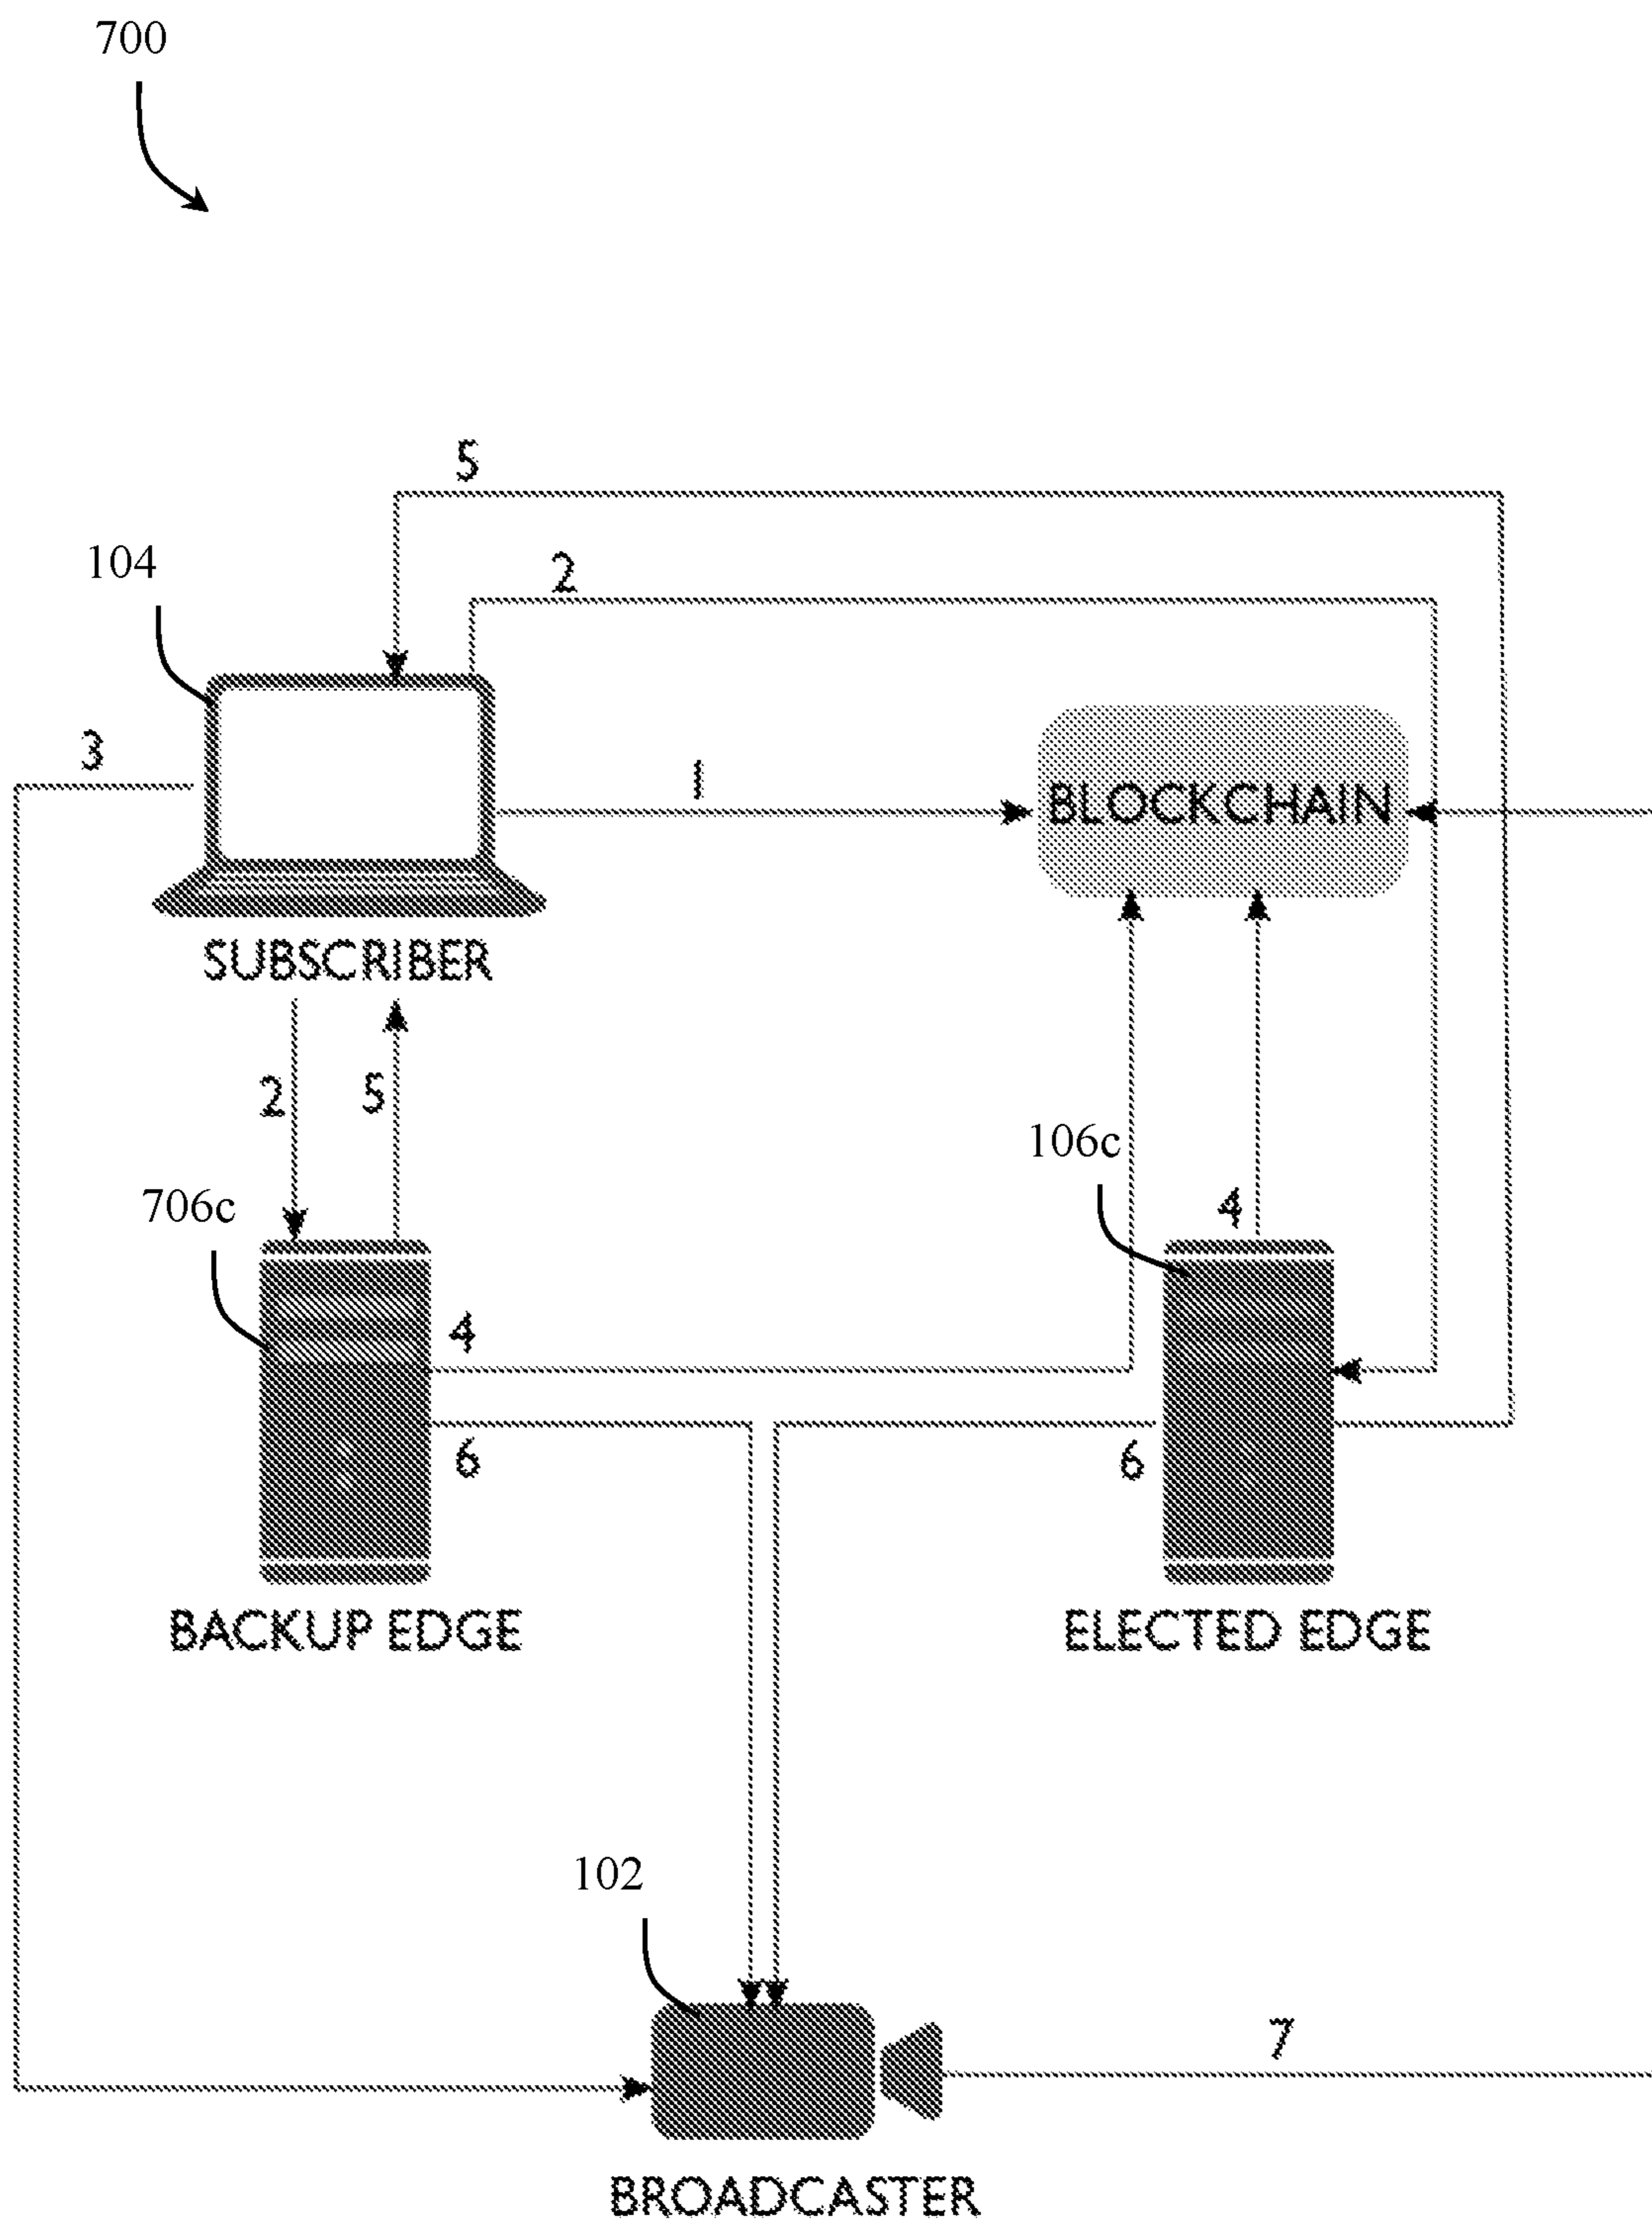 700
5
2
104
3
1
BLOCKCHAIN
SUBSCRIBER
2
5
106c
706c
4
4
6
6
BACKUP EDGE
ELECTED EDGE
102
7
BROADCASTER